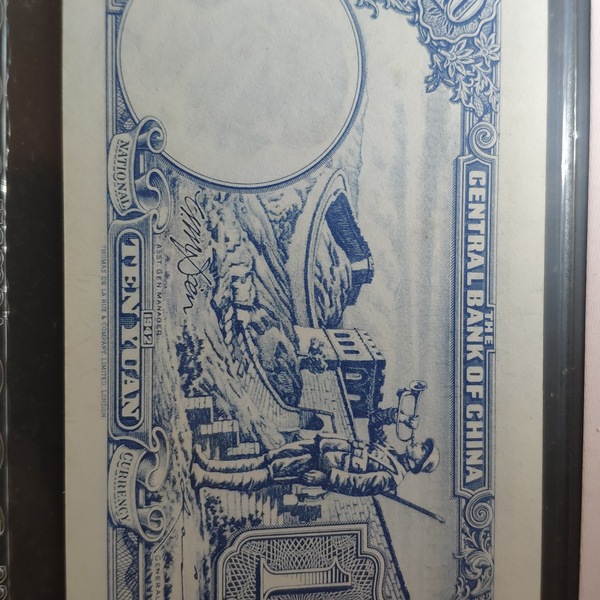 THE
CENTRAL BANK OF CHINA
ASST. GEN. MANAGER.
1942
NATIONAL
TEN YUAN
CURRENCY
THOMAS DE LA RUE & COMPANY, LIMITED, LONDON